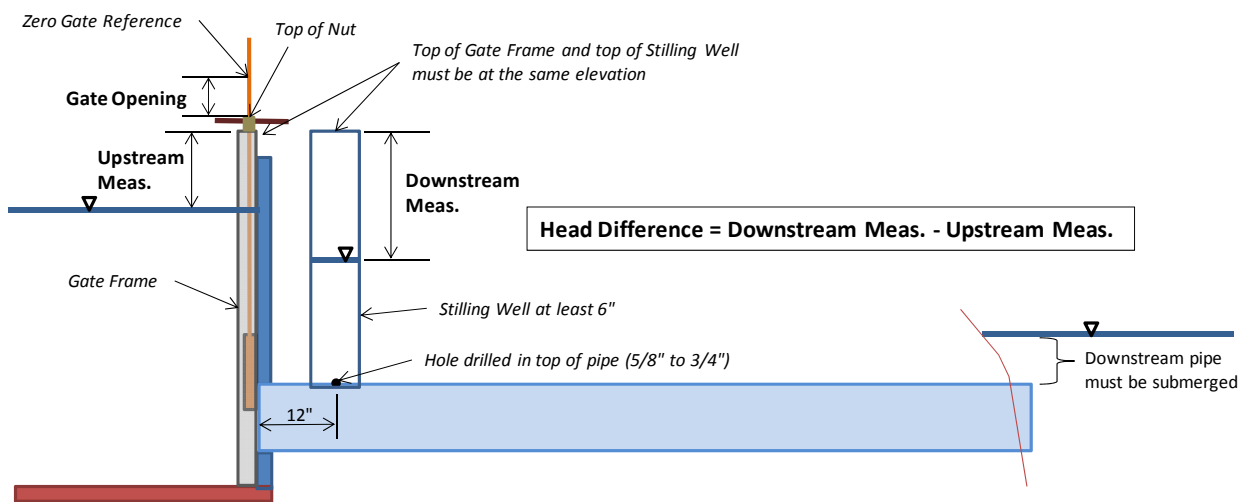 Zero Gate Reference
Top of Nut
Top of Gate Frame and top of Stilling Well
must be at the same elevation
Gate Opening
Upstream
Meas.
Downstream
Meas.
Head Difference = Downstream Meas. - Upstream Meas.
Gate Frame
Stilling Well at least 6"
Hole drilled in top of pipe (5/8" to 3/4")
Downstream pipe
must be submerged
12"